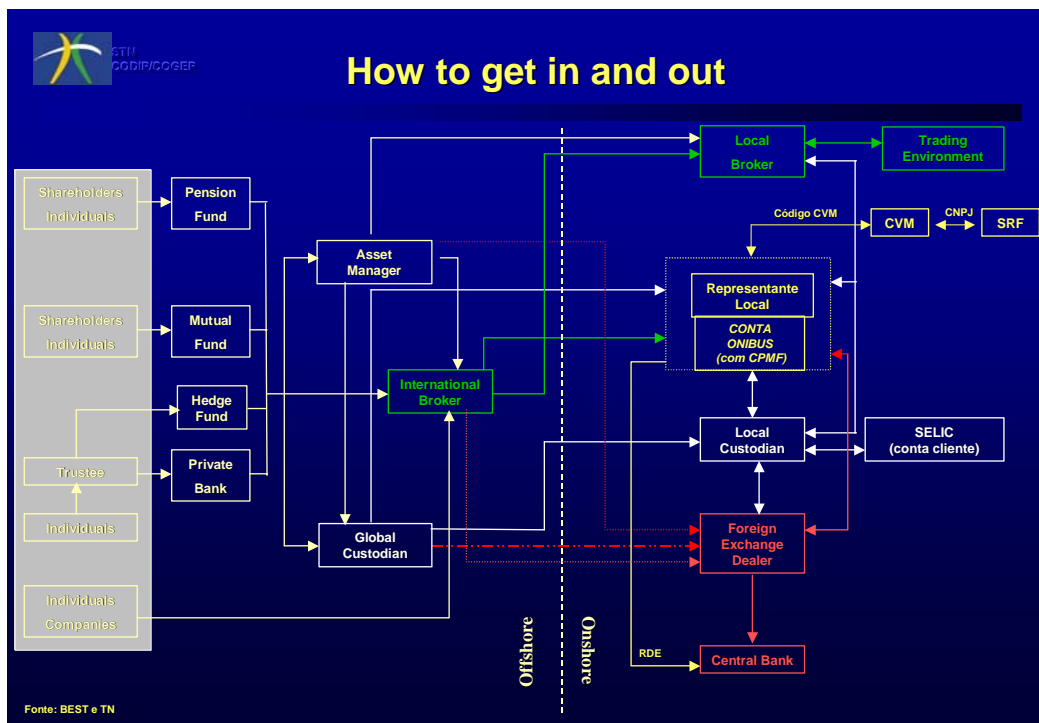 STN
CODIP/COGEP
How to get in and out
Local
Broker
Trading
Environment
Shareholders
Individuals
Pension
Fund
Código CVM
CVM
CNPJ
SRF
Asset
Manager
Representante
Local
CONTA
ONIBUS
(com CPMF)
Shareholders
Individuals
Mutual
Fund
International
Broker
Hedge
Fund
Local
Custodian
SELIC
(conta cliente)
Trustee
Private
Bank
Individuals
Global
Custodian
Foreign
Exchange
Dealer
Individuals
Companies
Offshore
Onshore
RDE
Central Bank
Fonte: BEST e TN